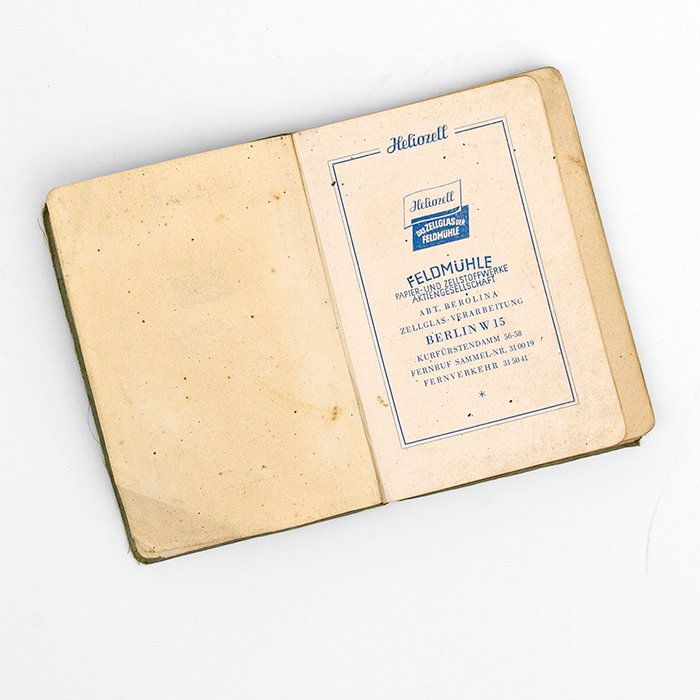 Heliozell
Heliozell
DAS ZELLGLAS DER
FELDMÜHLE
FELDMÜHLE
PAPIER- UND ZELLSTOFFWERKE
AKTIENGESELLSCHAFT
ABT. BEROLINA
ZELLGLAS-VERARBEITUNG
BERLIN W 15
KURFÜRSTENDAMM 56-58
FERNRUF SAMMEL-NR. 31 00 19
FERNVERKEHR 31 50 41
*